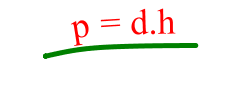 p = d.h